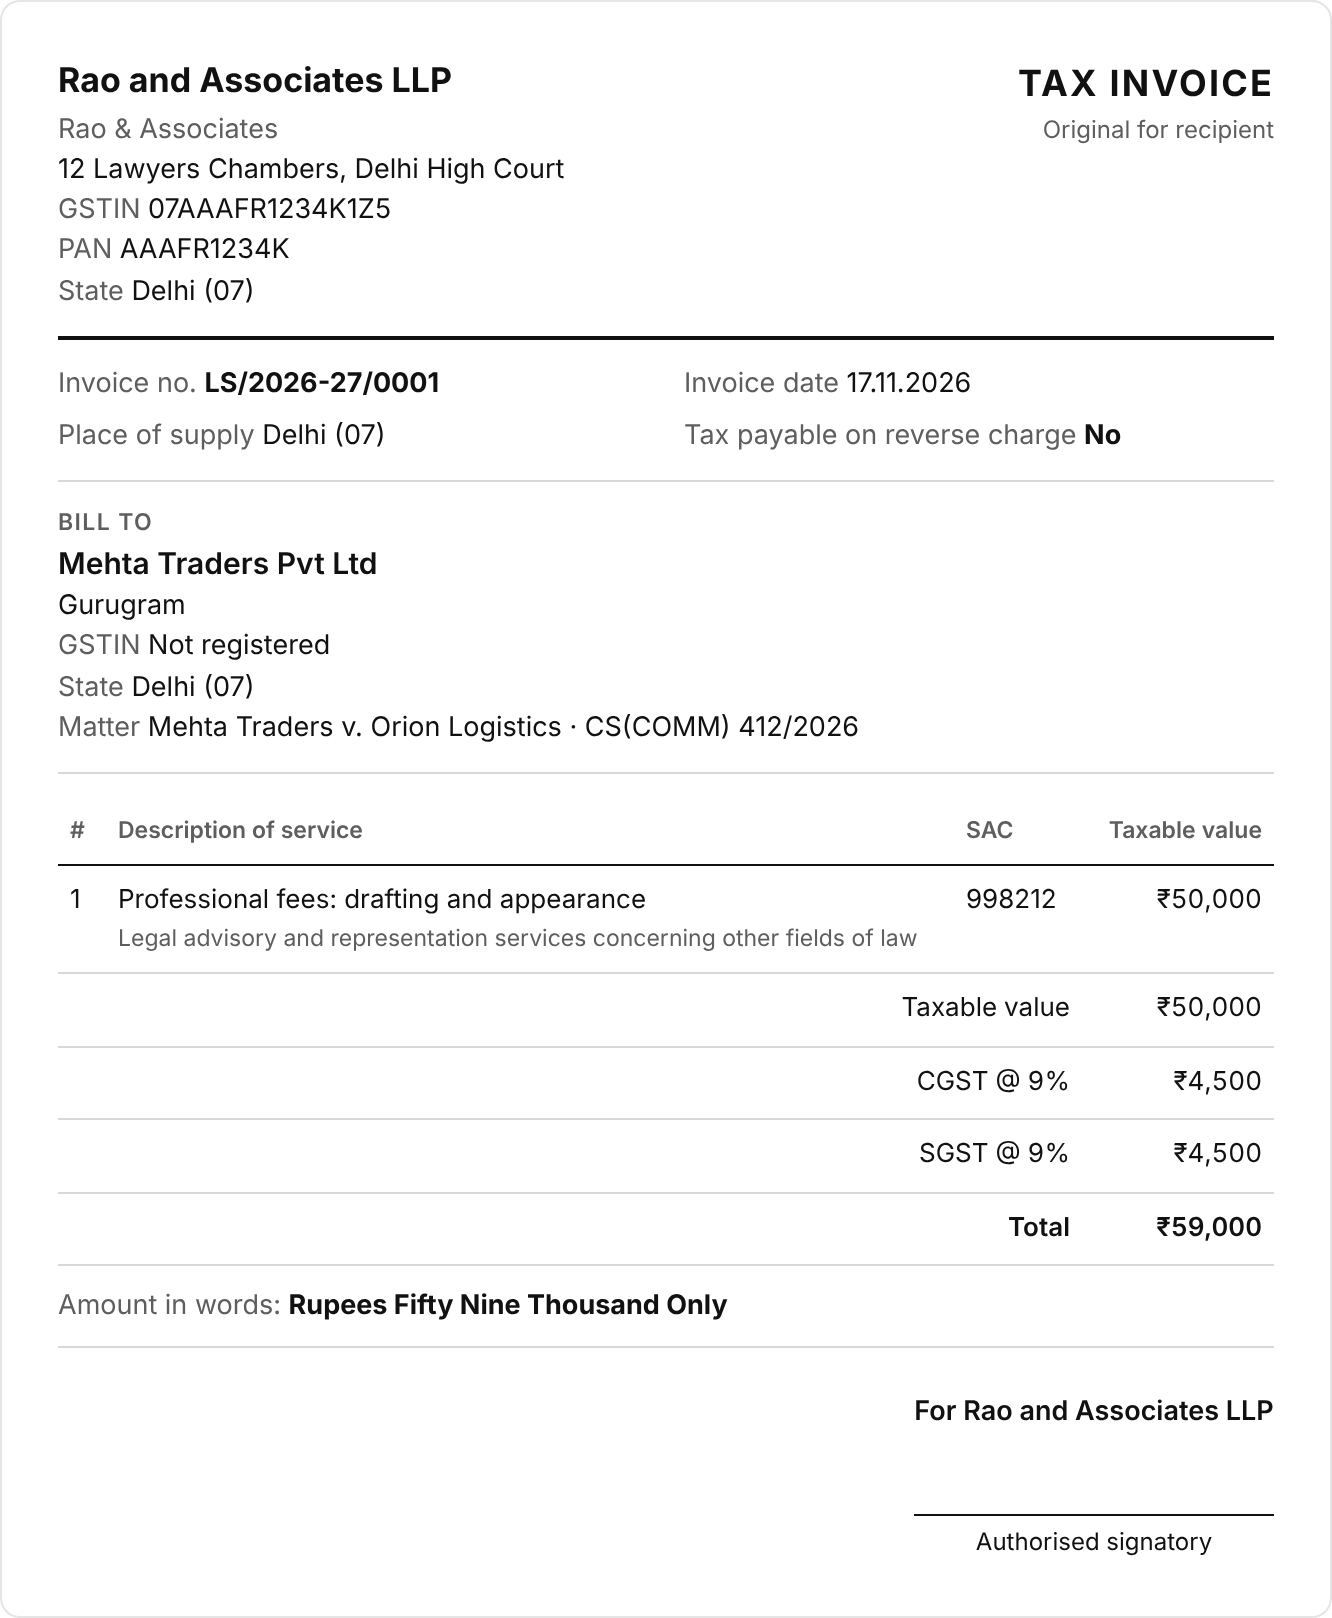 Rao and Associates LLP
TAX INVOICE
Rao & Associates
Original for recipient
12 Lawyers Chambers, Delhi High Court
GSTIN 07AAAFR1234K1Z5
PAN AAAFR1234K
State Delhi (07)
Invoice no. LS/2026-27/0001
Invoice date 17.11.2026
Place of supply Delhi (07)
Tax payable on reverse charge No
BILL TO
Mehta Traders Pvt Ltd
Gurugram
GSTIN Not registered
State Delhi (07)
Matter Mehta Traders v. Orion Logistics · CS(COMM) 412/2026
# Description of service SAC Taxable value
1 Professional fees: drafting and appearance 998212 ₹50,000
Legal advisory and representation services concerning other fields of law
Taxable value ₹50,000
CGST @ 9% ₹4,500
SGST @ 9% ₹4,500
Total ₹59,000
Amount in words: Rupees Fifty Nine Thousand Only
For Rao and Associates LLP
Authorised signatory